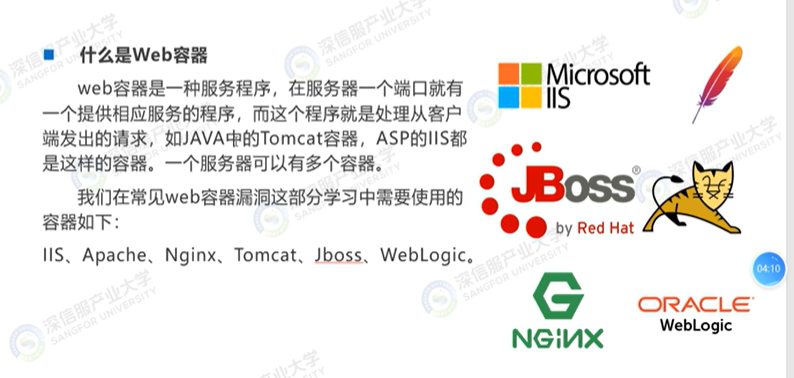 什么是Web容器
web容器是一种服务程序，在服务器一个端口就有
一个提供相应服务的程序，而这个程序就是处理从客户
端发出的请求，如JAVA中的Tomcat容器，ASP的IIS都
是这样的容器。一个服务器可以有多个容器。
我们在常见web容器漏洞这部分学习中需要使用的
容器如下：
IIS、Apache、Nginx、Tomcat、Jboss、WebLogic。
Microsoft
IIS
JBoss®
by Red Hat
NGINX
ORACLE
WebLogic
04:10
深信服产业大学
SANGFOR UNIVERSITY